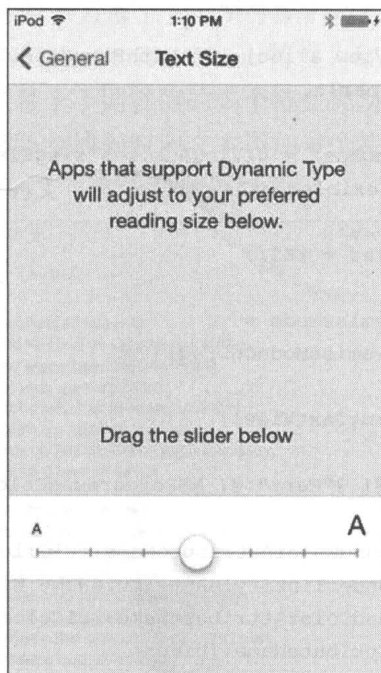 iPod 1:10 PM
General Text Size
Apps that support Dynamic Type
will adjust to your preferred
reading size below.
Drag the slider below
A A